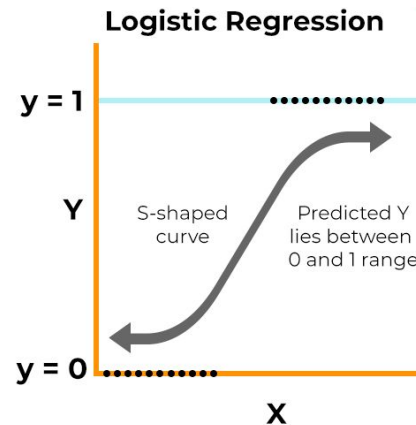 Logistic Regression
y = 1
Y
S-shaped
curve
Predicted Y
lies between
0 and 1 range
y = 0
X